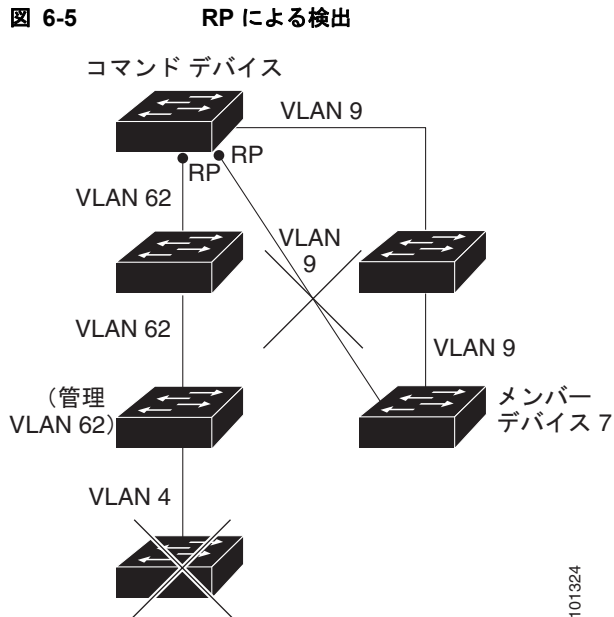 図 6-5 RP による検出
コマンド デバイス
VLAN 9
RP
RP
VLAN 62
VLAN
9
VLAN 62
VLAN 9
（管理
VLAN 62）
メンバー
デバイス 7
VLAN 4
101324